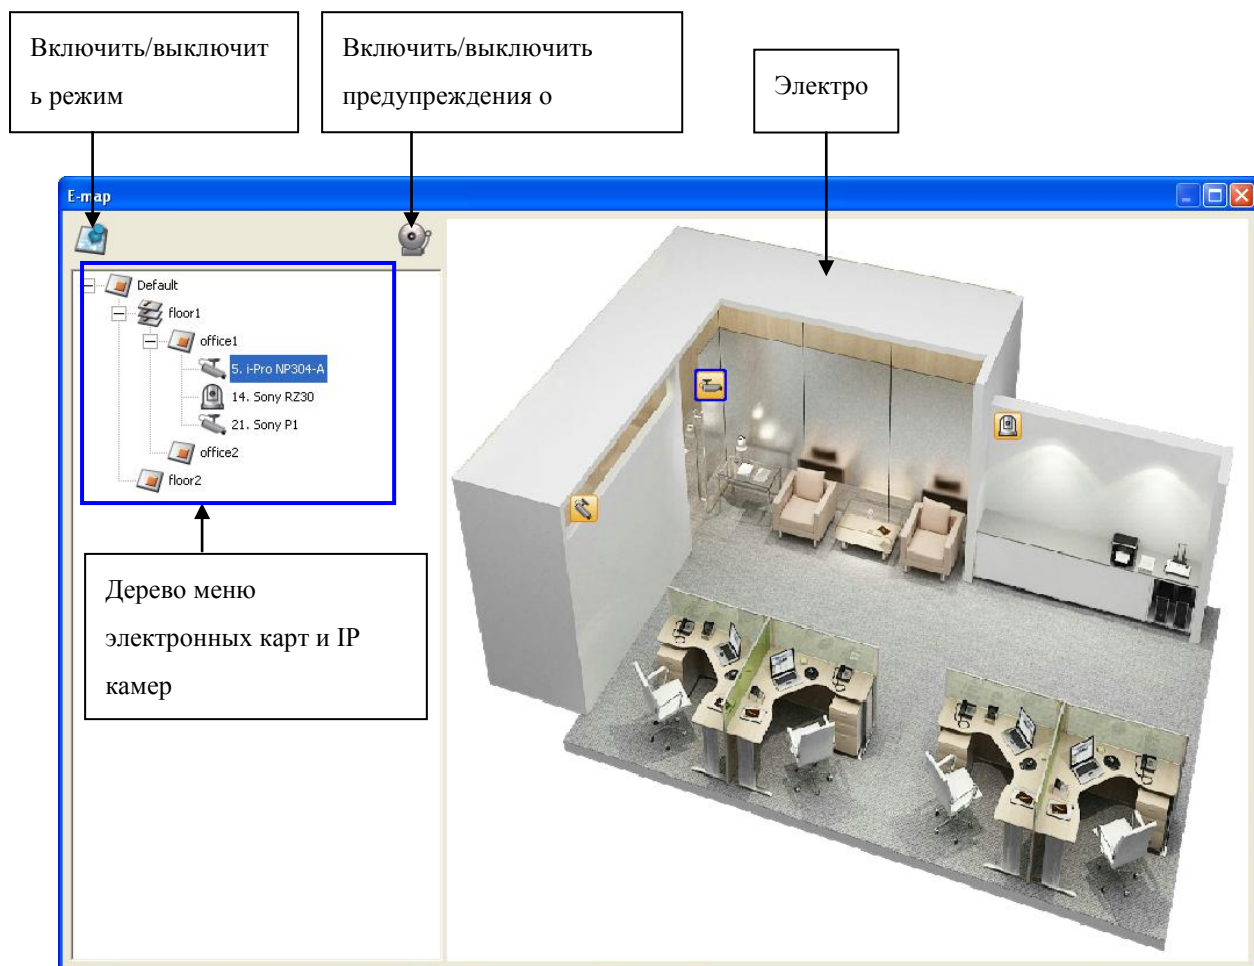 Включить/выключит
ь режим
Включить/выключить
предупреждения о
Электро
E-map
Default
floor1
office1
5. i-Pro NP304-A
14. Sony RZ30
21. Sony P1
office2
floor2
Дерево меню
электронных карт и IP
камер